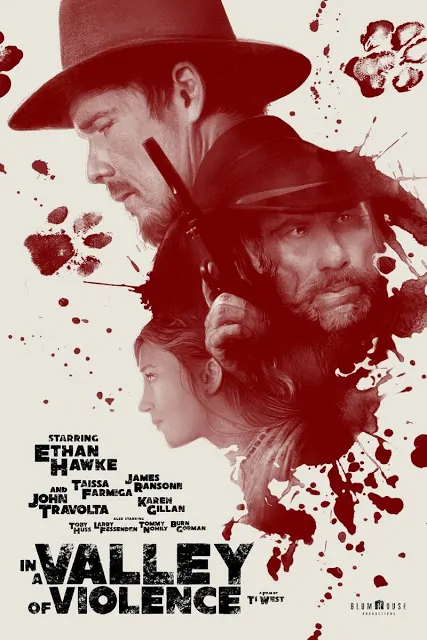 STARRING
ETHAN
HAWKE
TAISSA
FARMIGA
JAMES
RANSONE
AND
JOHN
TRAVOLTA
KAREN
GILLAN
ALSO STARRING
TOBY
HUSS
LARRY
FESSENDEN
TOMMY
NOHILY
BURN
GORMAN
IN
A
VALLEY
OF VIOLENCE
A FILM BY
TI WEST
BLUMHOUSE
PRODUCTIONS